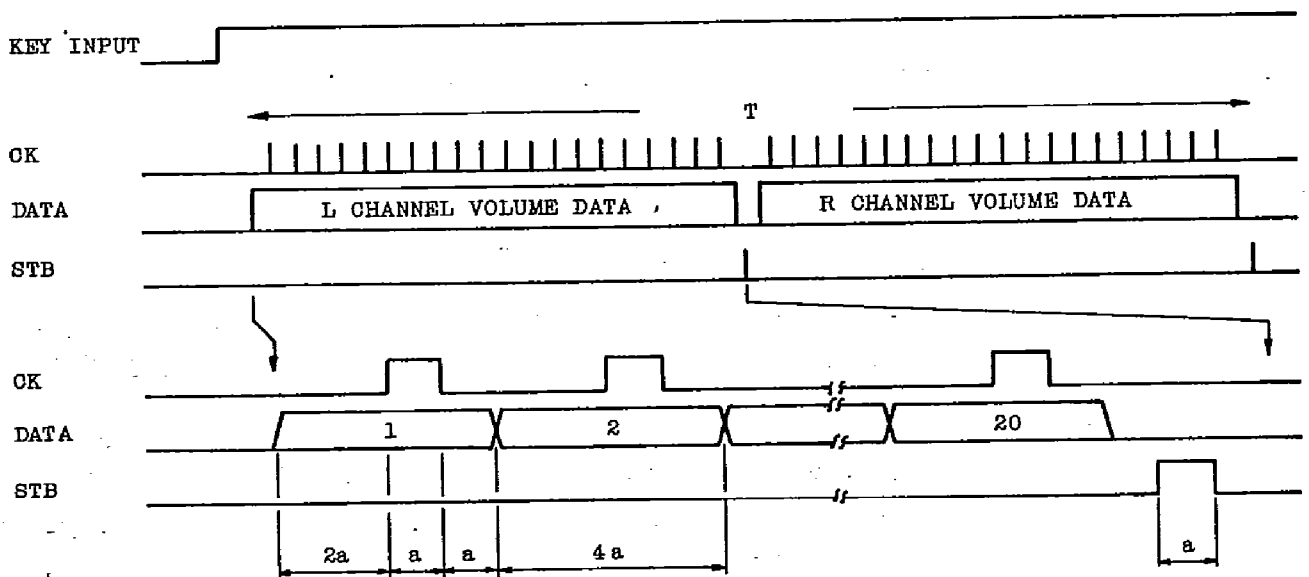 KEY INPUT
T
CK
DATA
L CHANNEL VOLUME DATA
R CHANNEL VOLUME DATA
STB
CK
DATA
1
2
20
STB
2a
a
a
4a
a